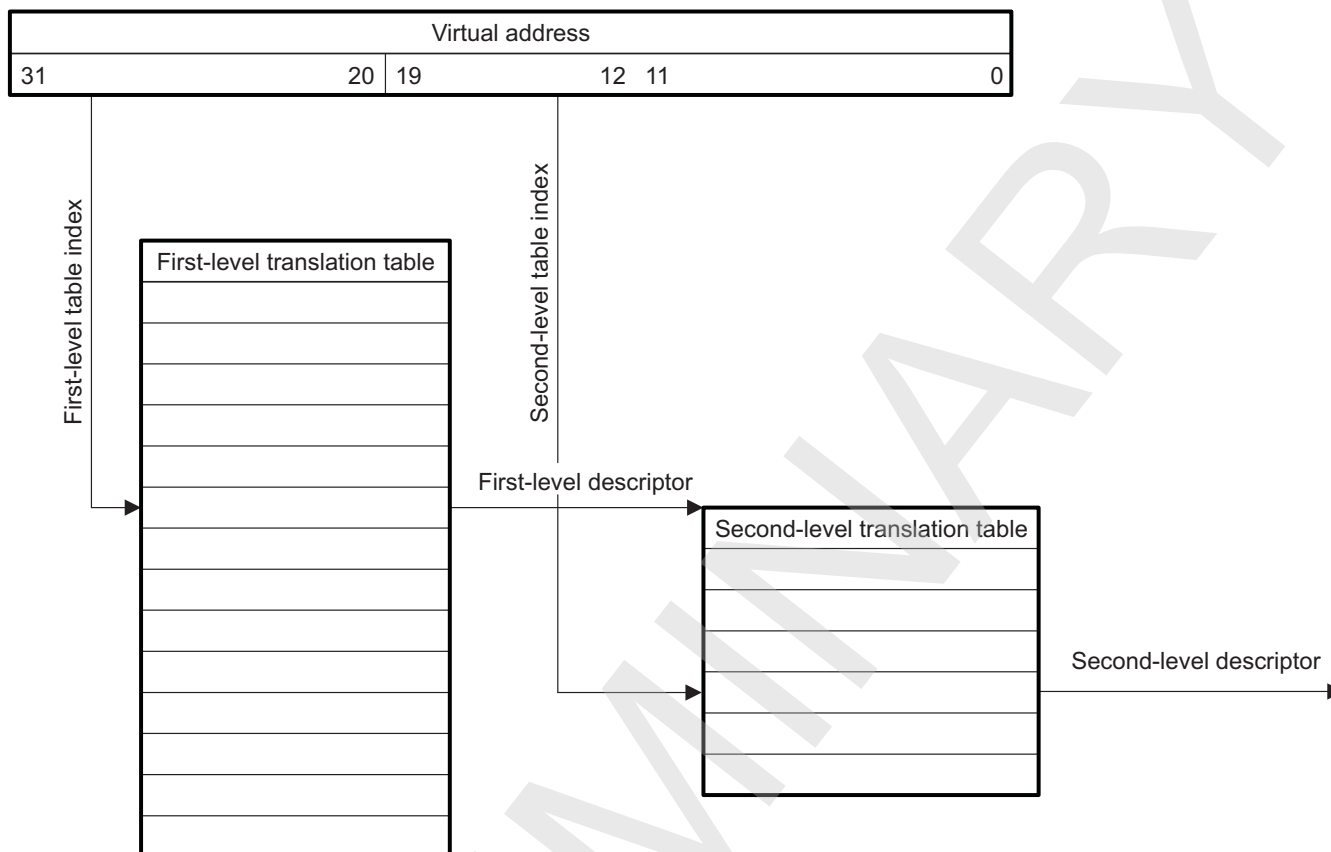 Virtual address
31 20 19 12 11 0
First-level table index
Second-level table index
First-level translation table
First-level descriptor
Second-level translation table
Second-level descriptor
MINARY